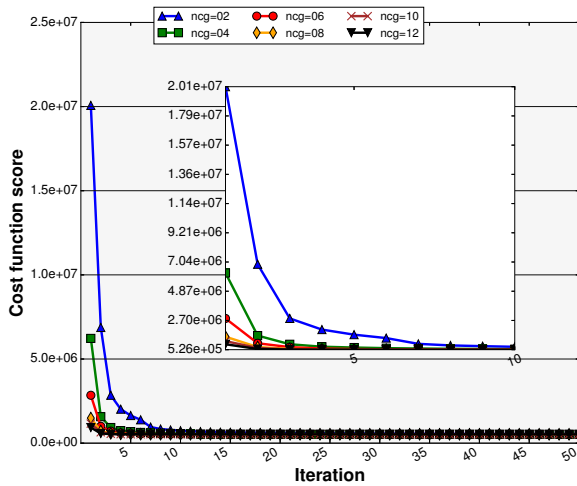 ncg=02 ncg=06 ncg=10
ncg=04 ncg=08 ncg=12
2.5e+07
2.0e+07
1.5e+07
1.0e+07
5.0e+06
0.0e+00
Cost function score
2.01e+07
1.79e+07
1.57e+07
1.36e+07
1.14e+07
9.21e+06
7.04e+06
4.87e+06
2.70e+06
5.26e+05
5 10
5 10 15 20 25 30 35 40 45 50
Iteration